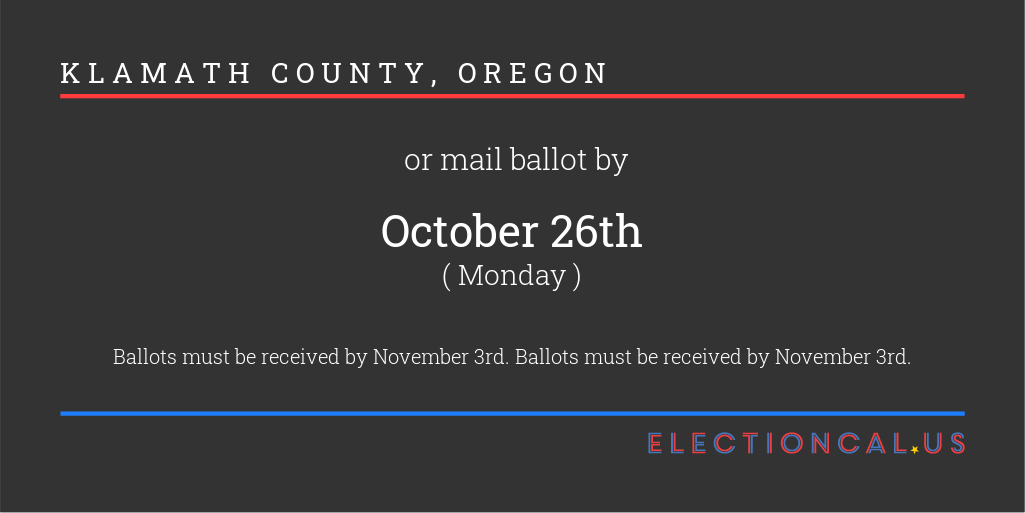 KLAMATH COUNTY, OREGON
or mail ballot by
October 26th
( Monday )
Ballots must be received by November 3rd. Ballots must be received by November 3rd.
ELECTIONCAL.US